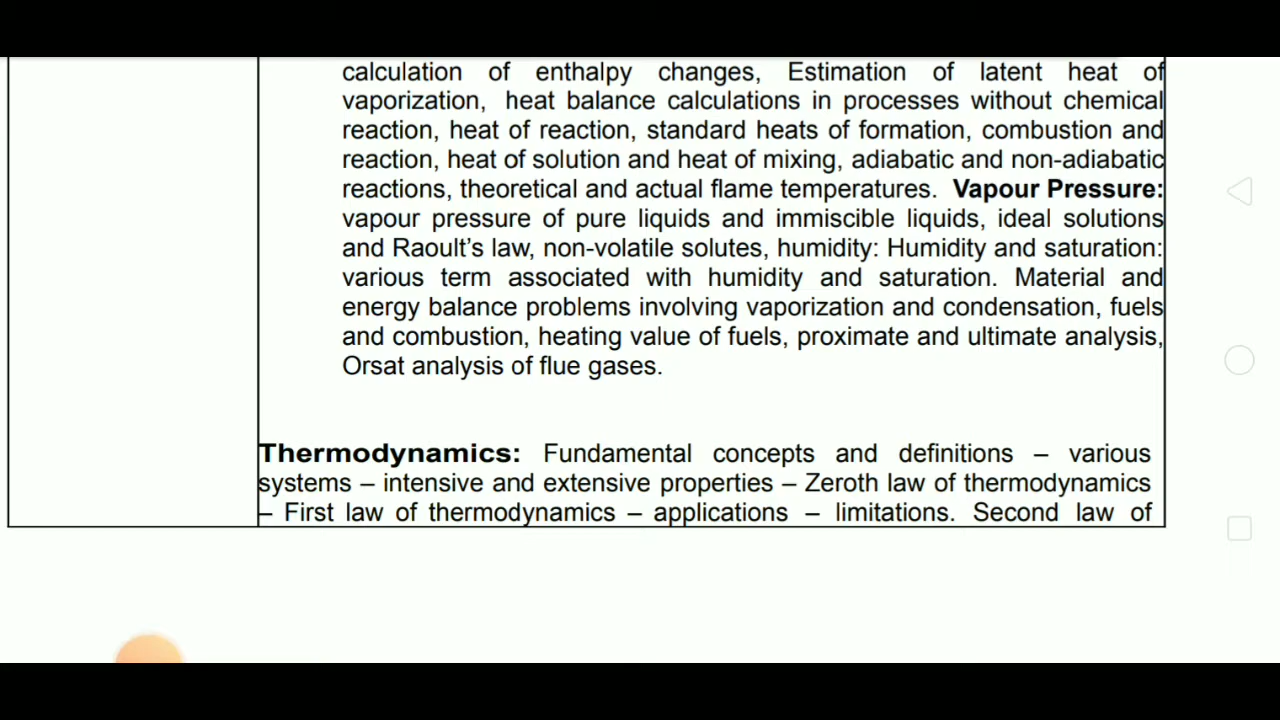 calculation of enthalpy changes, Estimation of latent heat of
vaporization, heat balance calculations in processes without chemical
reaction, heat of reaction, standard heats of formation, combustion and
reaction, heat of solution and heat of mixing, adiabatic and non-adiabatic
reactions, theoretical and actual flame temperatures. Vapour Pressure:
vapour pressure of pure liquids and immiscible liquids, ideal solutions
and Raoult's law, non-volatile solutes, humidity: Humidity and saturation:
various term associated with humidity and saturation. Material and
energy balance problems involving vaporization and condensation, fuels
and combustion, heating value of fuels, proximate and ultimate analysis,
Orsat analysis of flue gases.
Thermodynamics: Fundamental concepts and definitions – various
systems – intensive and extensive properties – Zeroth law of thermodynamics
– First law of thermodynamics – applications – limitations. Second law of